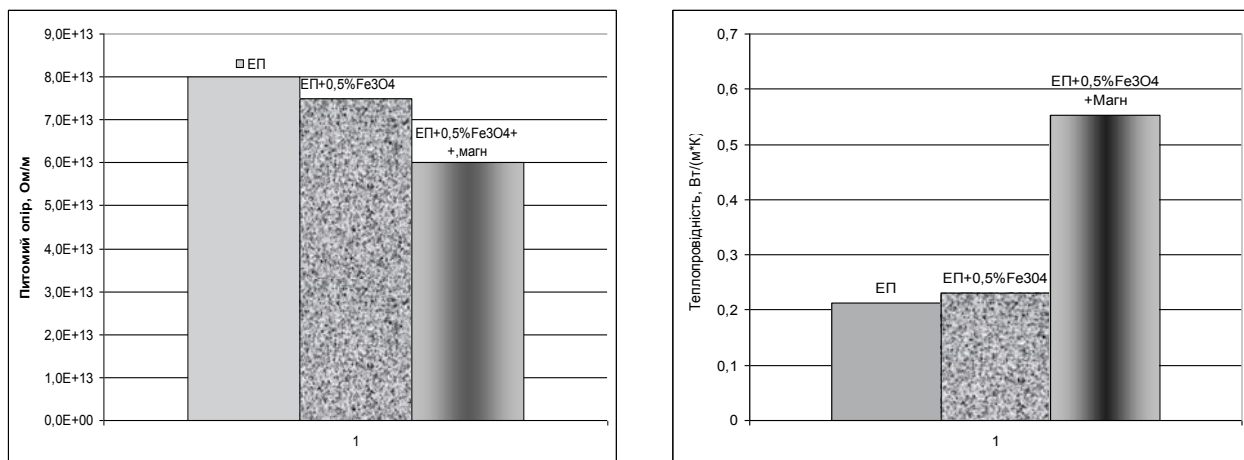 Питомий опір, Ом/м
9,0E+13
8,0E+13
7,0E+13
6,0E+13
5,0E+13
4,0E+13
3,0E+13
2,0E+13
1,0E+13
0,0E+00
ЕП
ЕП+0,5%Fe3O4
ЕП+0,5%Fe3O4+
+,магн
1
Теплопровідність, Вт/(м*К)
0,7
0,6
0,5
0,4
0,3
0,2
0,1
0
ЕП
ЕП+0,5%Fe304
ЕП+0,5%Fe3O4
+Магн
1